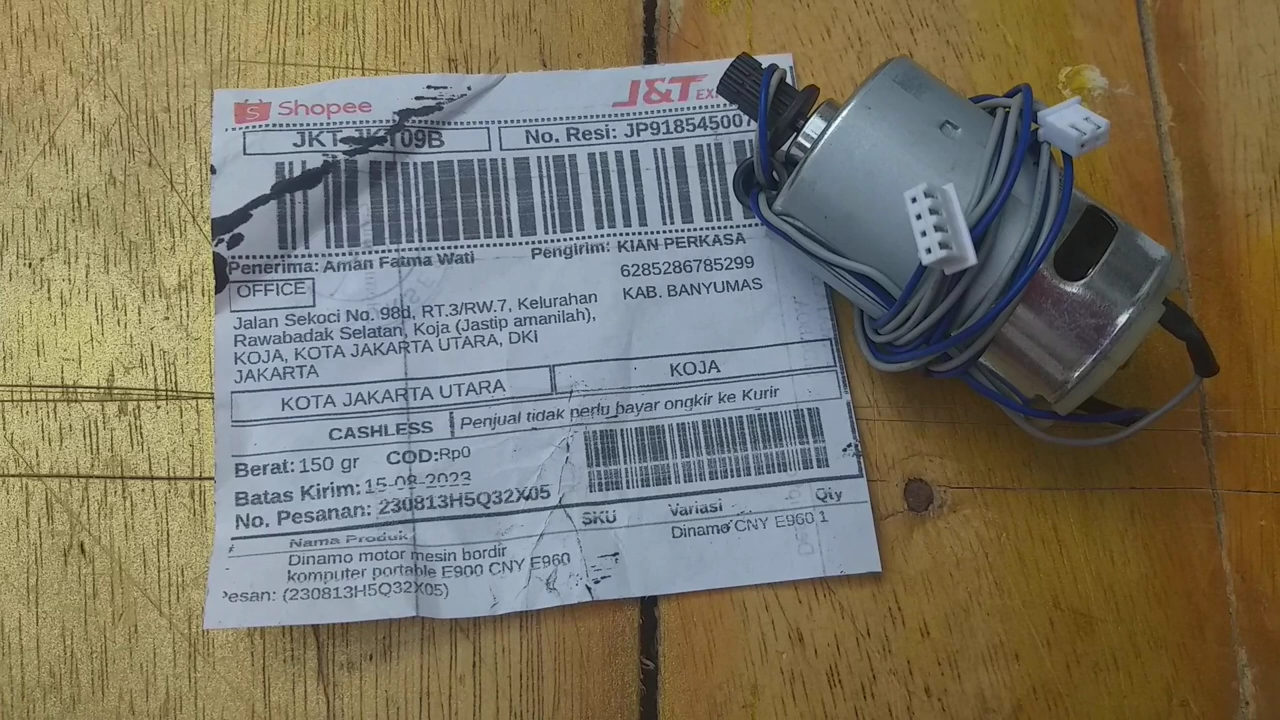 Shopee
J&T EX
JKT-JKT09B
No. Resi: JP918545007
Penerima: Aman Fatma Wati
Pengirim: KIAN PERKASA
OFFICE
6285286785299
KAB. BANYUMAS
Jalan Sekoci No. 98d, RT.3/RW.7, Kelurahan
Rawabadak Selatan, Koja (Jastip amanilah),
KOJA, KOTA JAKARTA UTARA, DKI
JAKARTA
KOTA JAKARTA UTARA
KOJA
CASHLESS
Penjual tidak perlu bayar ongkir ke Kurir
Berat: 150 gr COD:Rp0
Batas Kirim: 15-08-2023
No. Pesanan: 230813H5Q32X05
# Nama Produk SKU Variasi Qty
Dinamo motor mesin bordir
komputer portable E900 CNY E960
Dinamo CNY E960 1
Pesan: (230813H5Q32X05)